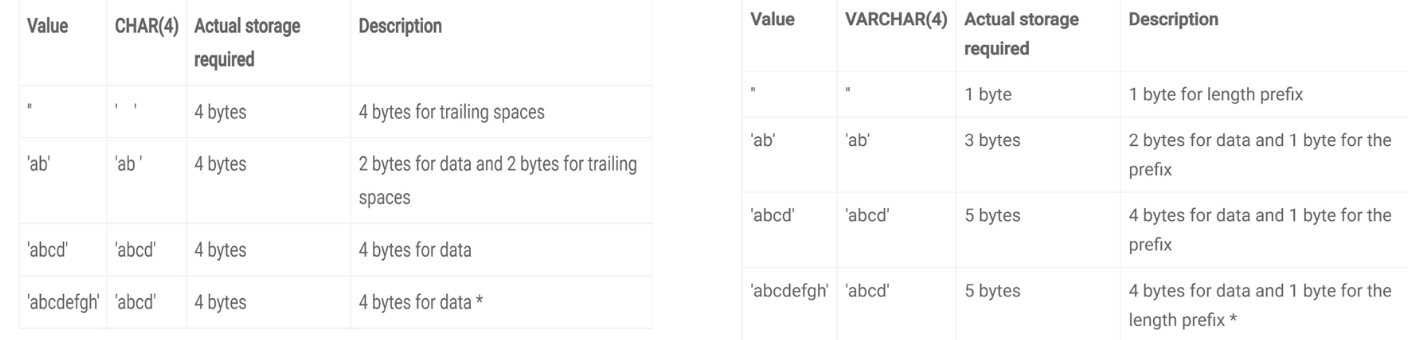 Value CHAR(4) Actual storage required Description
'' '    ' 4 bytes 4 bytes for trailing spaces
'ab' 'ab ' 4 bytes 2 bytes for data and 2 bytes for trailing spaces
'abcd' 'abcd' 4 bytes 4 bytes for data
'abcdefgh' 'abcd' 4 bytes 4 bytes for data *
Value VARCHAR(4) Actual storage required Description
'' '' 1 byte 1 byte for length prefix
'ab' 'ab' 3 bytes 2 bytes for data and 1 byte for the prefix
'abcd' 'abcd' 5 bytes 4 bytes for data and 1 byte for the prefix
'abcdefgh' 'abcd' 5 bytes 4 bytes for data and 1 byte for the length prefix *